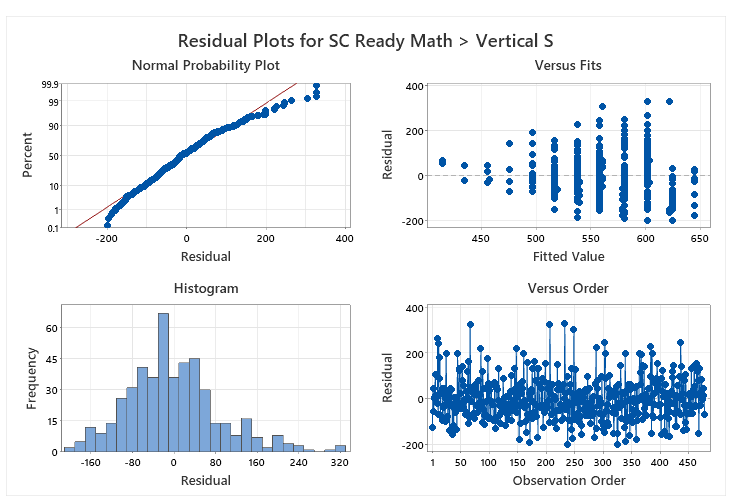 Residual Plots for SC Ready Math > Vertical S
Normal Probability Plot
99.9
99
90
50
10
1
0.1
Percent
-200 0 200 400
Residual
Versus Fits
400
200
0
-200
Residual
450 500 550 600 650
Fitted Value
Histogram
60
45
30
15
0
Frequency
-160 -80 0 80 160 240 320
Residual
Versus Order
400
200
0
-200
Residual
1 50 100 150 200 250 300 350 400 450
Observation Order